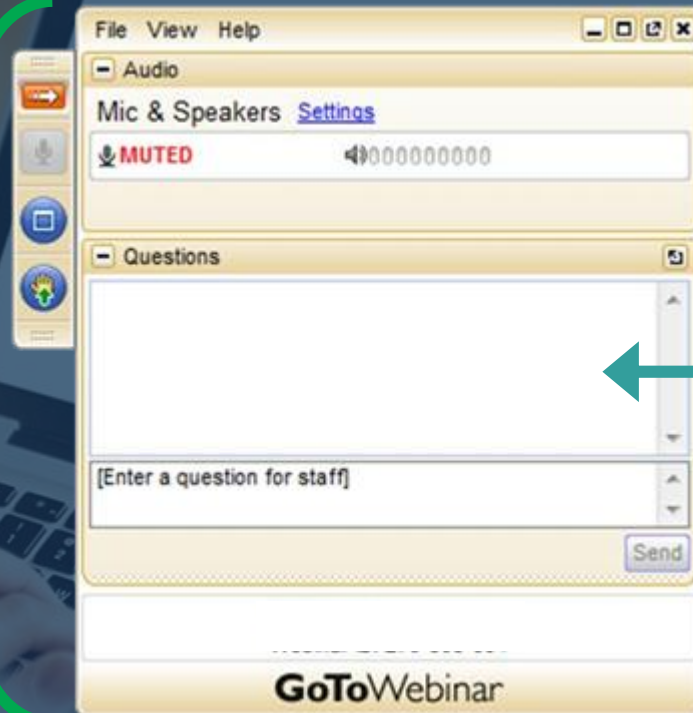 File View Help
Audio
Mic & Speakers Settings
MUTED
Questions
[Enter a question for staff]
Send
GoToWebinar